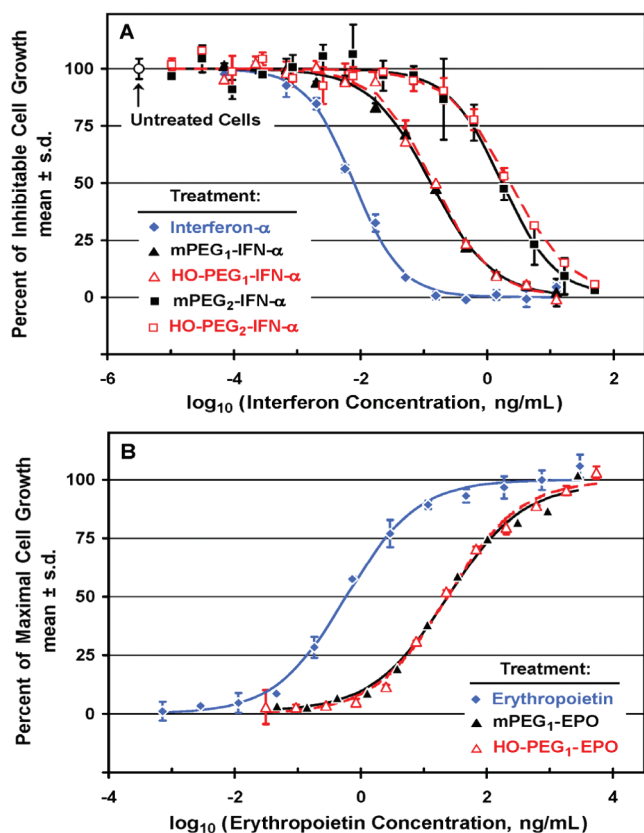 A
Percent of Inhibitable Cell Growth
mean ± s.d.
100
75
50
25
0
Untreated Cells
Treatment:
Interferon-α
mPEG₁-IFN-α
HO-PEG₁-IFN-α
mPEG₂-IFN-α
HO-PEG₂-IFN-α
-6
-4
-2
0
2
log₁₀ (Interferon Concentration, ng/mL)
B
Percent of Maximal Cell Growth
mean ± s.d.
100
75
50
25
0
Treatment:
Erythropoietin
mPEG₁-EPO
HO-PEG₁-EPO
-4
-2
0
2
4
log₁₀ (Erythropoietin Concentration, ng/mL)